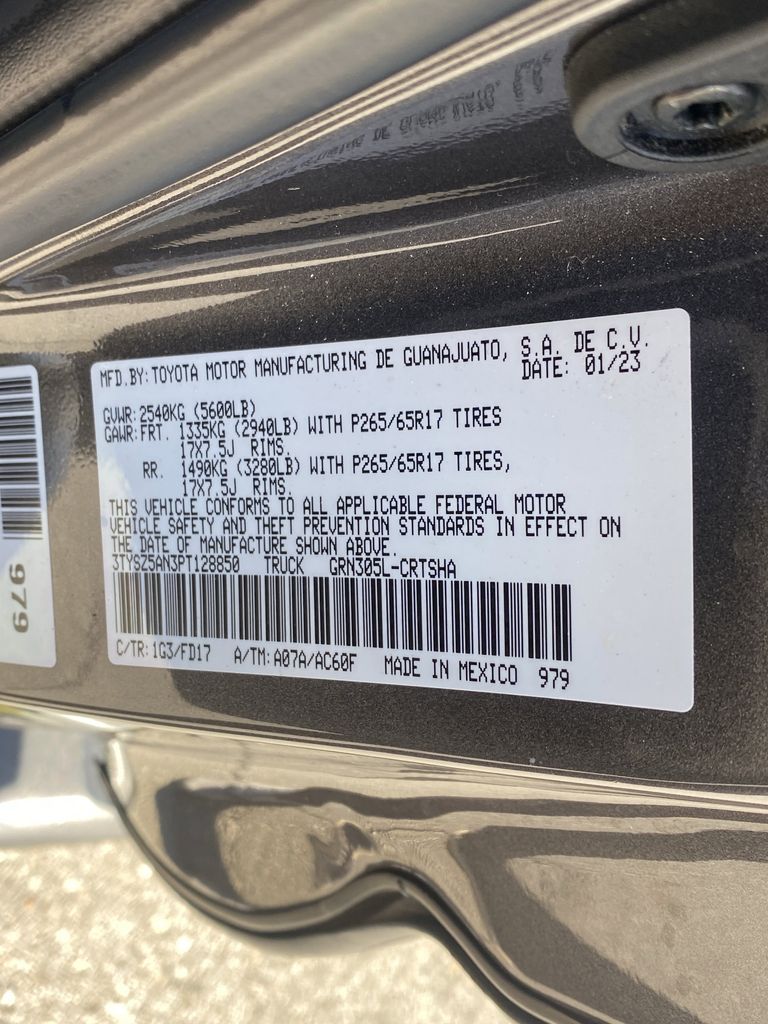 MFD.BY:TOYOTA MOTOR MANUFACTURING DE GUANAJUATO, S.A. DE C.V.
DATE: 01/23
GVWR:2540KG (5600LB)
GAWR:FRT. 1335KG (2940LB) WITH P265/65R17 TIRES
17X7.5J RIMS.
RR. 1490KG (3280LB) WITH P265/65R17 TIRES,
17X7.5J RIMS.
THIS VEHICLE CONFORMS TO ALL APPLICABLE FEDERAL MOTOR
VEHICLE SAFETY AND THEFT PREVENTION STANDARDS IN EFFECT ON
THE DATE OF MANUFACTURE SHOWN ABOVE.
3TYSZ5AN3PT128850 TRUCK GRN305L-CRTSHA
C/TR:1G3/FD17 A/TM:A07A/AC60F MADE IN MEXICO 979
979